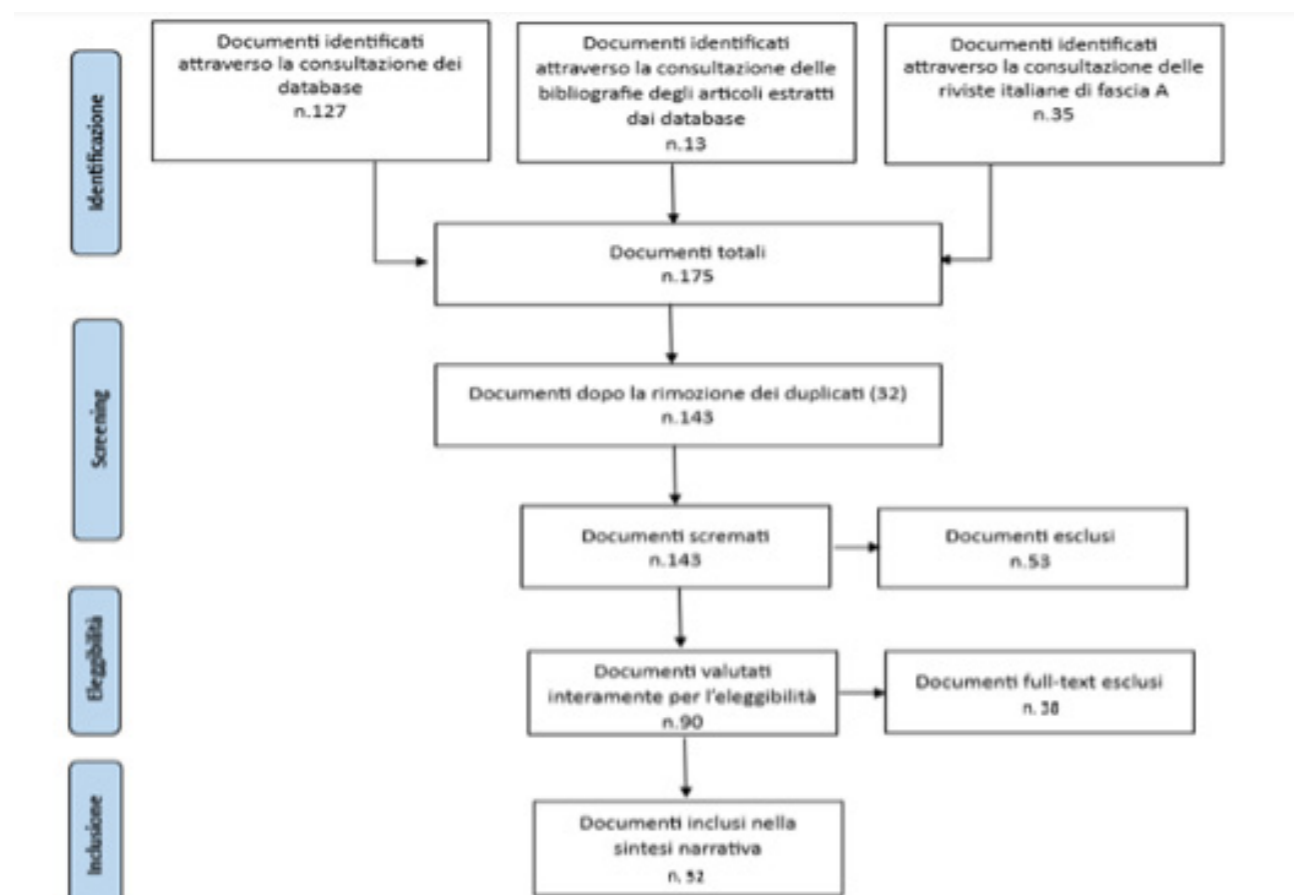 Identificazione
Documenti identificati
attraverso la consultazione dei
database
n.127
Documenti identificati
attraverso la consultazione delle
bibliografie degli articoli estratti
dai database
n.13
Documenti identificati
attraverso la consultazione delle
riviste italiane di fascia A
n.35
Documenti totali
n.175
Screening
Documenti dopo la rimozione dei duplicati (32)
n.143
Documenti scremati
n.143
Documenti esclusi
n.53
Eleggibilità
Documenti valutati
interamente per l'eleggibilità
n.90
Documenti full-text esclusi
n. 38
Inclusione
Documenti inclusi nella
sintesi narrativa
n. 52